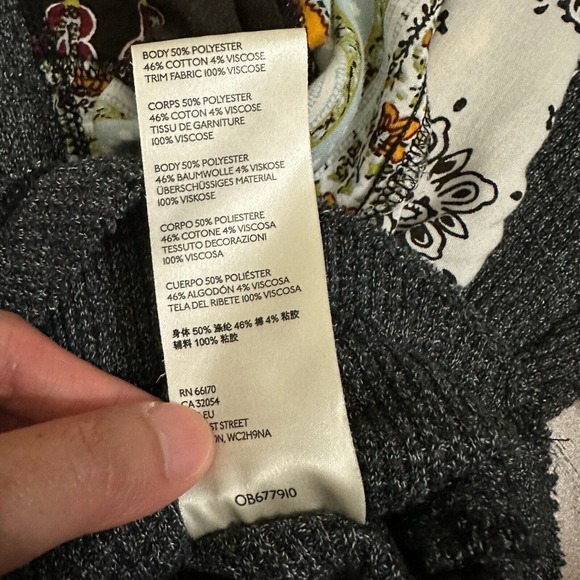 BODY 50% POLYESTER
46% COTTON 4% VISCOSE
TRIM FABRIC 100% VISCOSE
CORPS 50% POLYESTER
46% COTON 4% VISCOSE
TISSU DE GARNITURE
100% VISCOSE
BODY 50% POLYESTER
46% BAUMWOLLE 4% VISKOSE
ÜBERSCHÜSSIGES MATERIAL
100% VISKOSE
CORPO 50% POLIESTERE
46% COTONE 4% VISCOSA
TESSUTO DECORAZIONI
100% VISCOSA
CUERPO 50% POLIÉSTER
46% ALGODÓN 4% VISCOSA
TELA DEL RIBETE 100% VISCOSA
身体 50% 涤纶 46% 棉 4% 粘胶
辅料 100% 粘胶
RN 66170
CA 32054
EU
ST STREET
N, WC2H9NA
OB677910